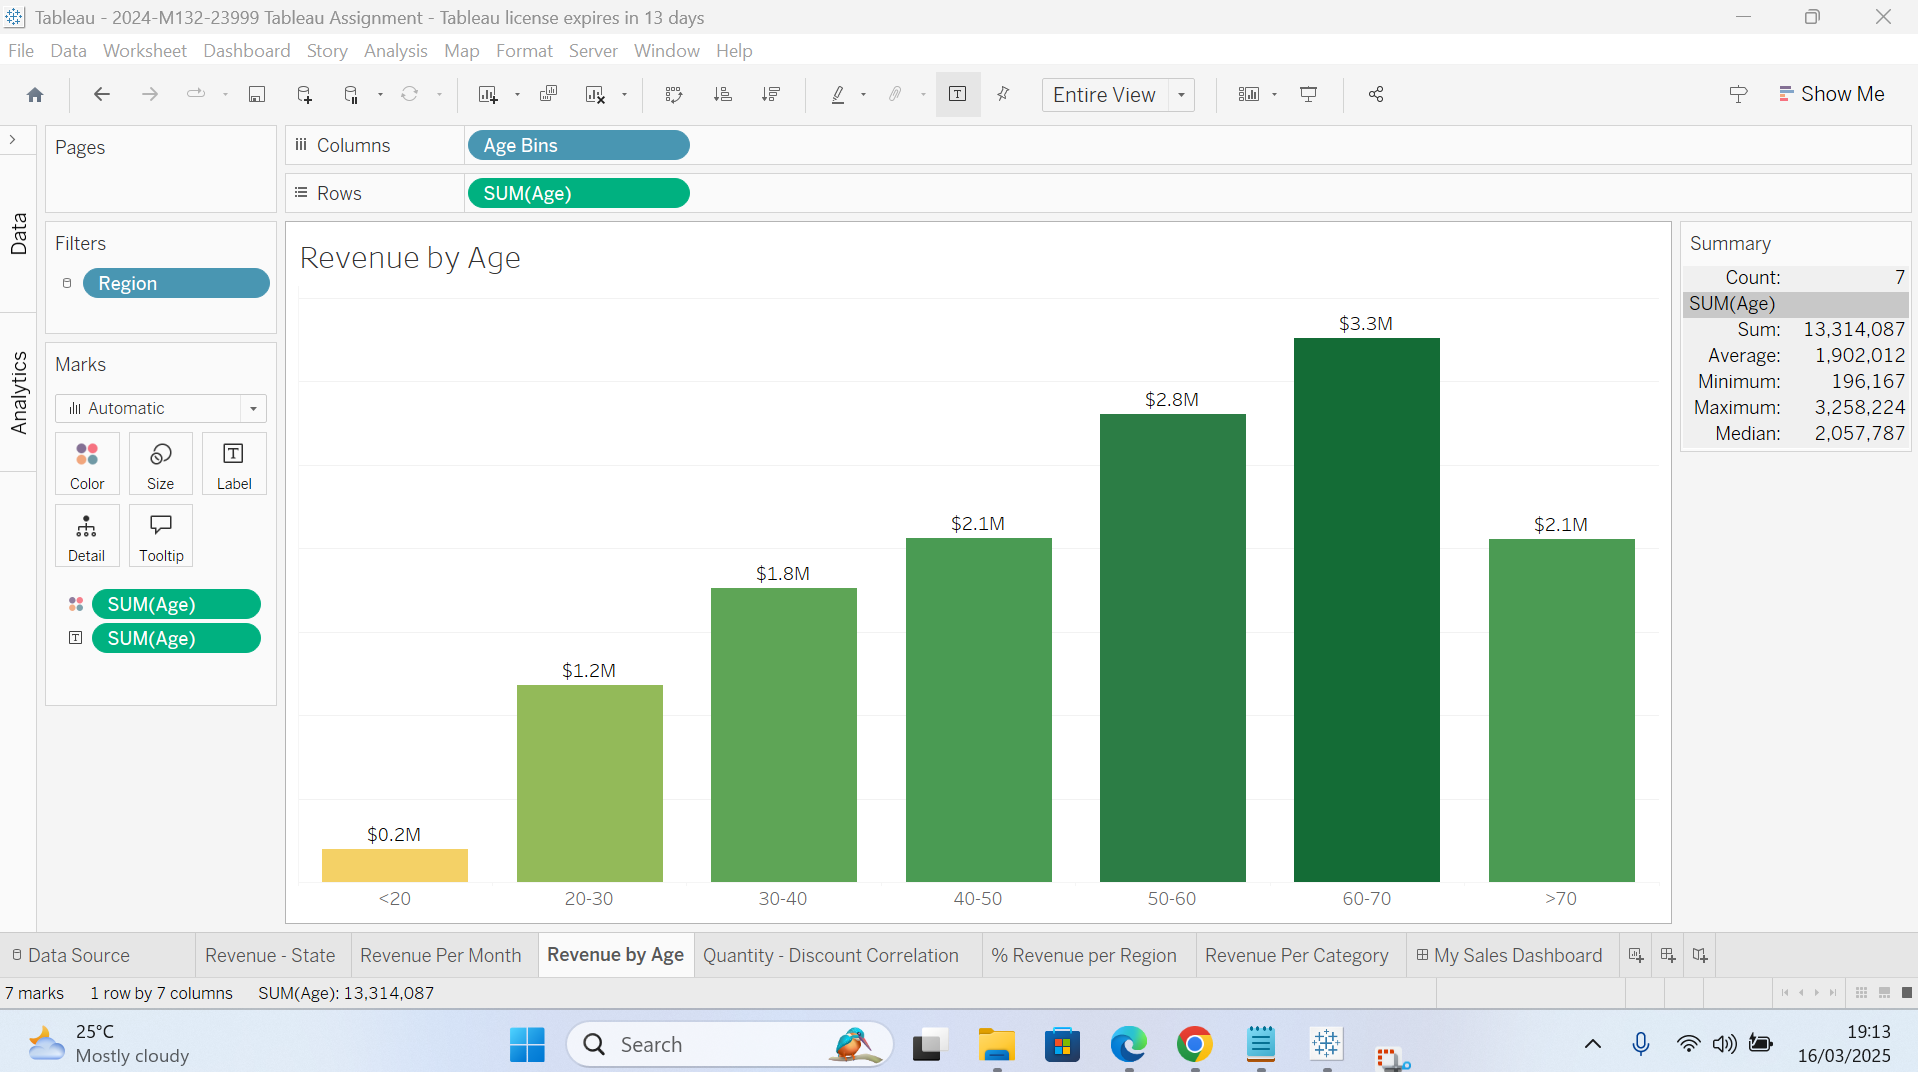 Tableau - 2024-M132-23999 Tableau Assignment - Tableau license expires in 13 days
File Data Worksheet Dashboard Story Analysis Map Format Server Window Help
Entire View
Show Me
Pages
Columns
Age Bins
Rows
SUM(Age)
Data
Analytics
Filters
Region
Marks
Automatic
Color
Size
Label
Detail
Tooltip
SUM(Age)
SUM(Age)
Revenue by Age
$0.2M
$1.2M
$1.8M
$2.1M
$2.8M
$3.3M
$2.1M
<20
20-30
30-40
40-50
50-60
60-70
>70
Summary
Count: 7
SUM(Age)
Sum: 13,314,087
Average: 1,902,012
Minimum: 196,167
Maximum: 3,258,224
Median: 2,057,787
Data Source
Revenue - State
Revenue Per Month
Revenue by Age
Quantity - Discount Correlation
% Revenue per Region
Revenue Per Category
My Sales Dashboard
7 marks 1 row by 7 columns SUM(Age): 13,314,087
25°C
Mostly cloudy
Search
19:13
16/03/2025